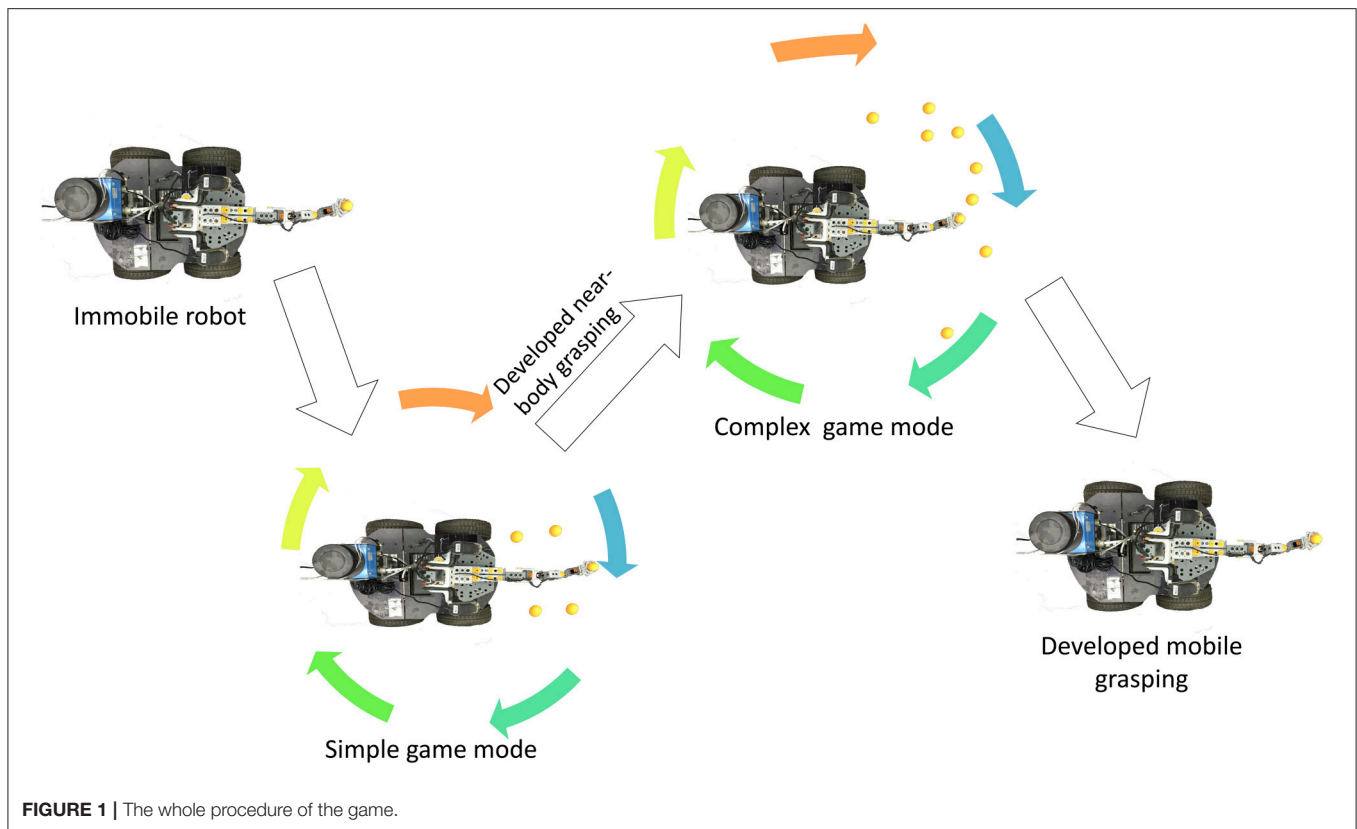 Immobile robot
Developed near-
body grasping
Complex  game mode
Simple game mode
Developed mobile
grasping
FIGURE 1 | The whole procedure of the game.